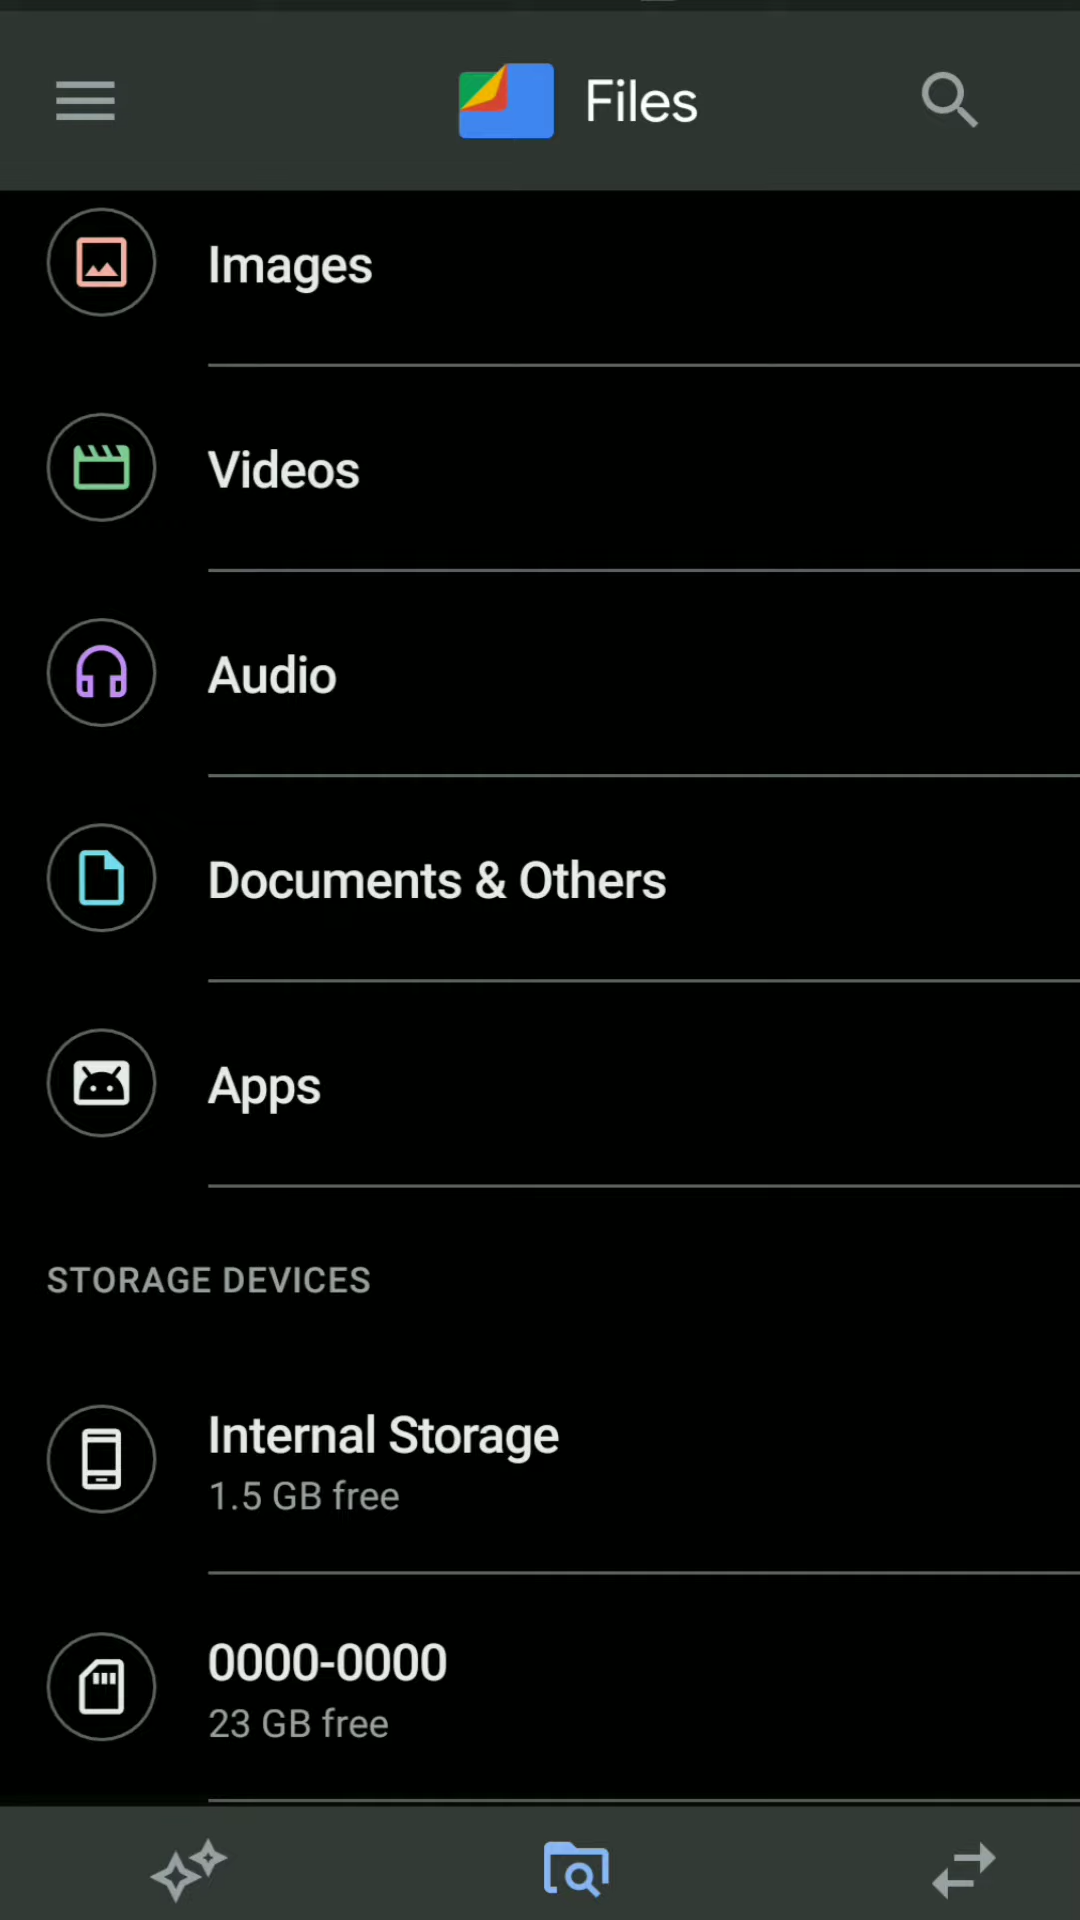 Files
Images
Videos
Audio
Documents & Others
Apps
STORAGE DEVICES
Internal Storage
1.5 GB free
0000-0000
23 GB free